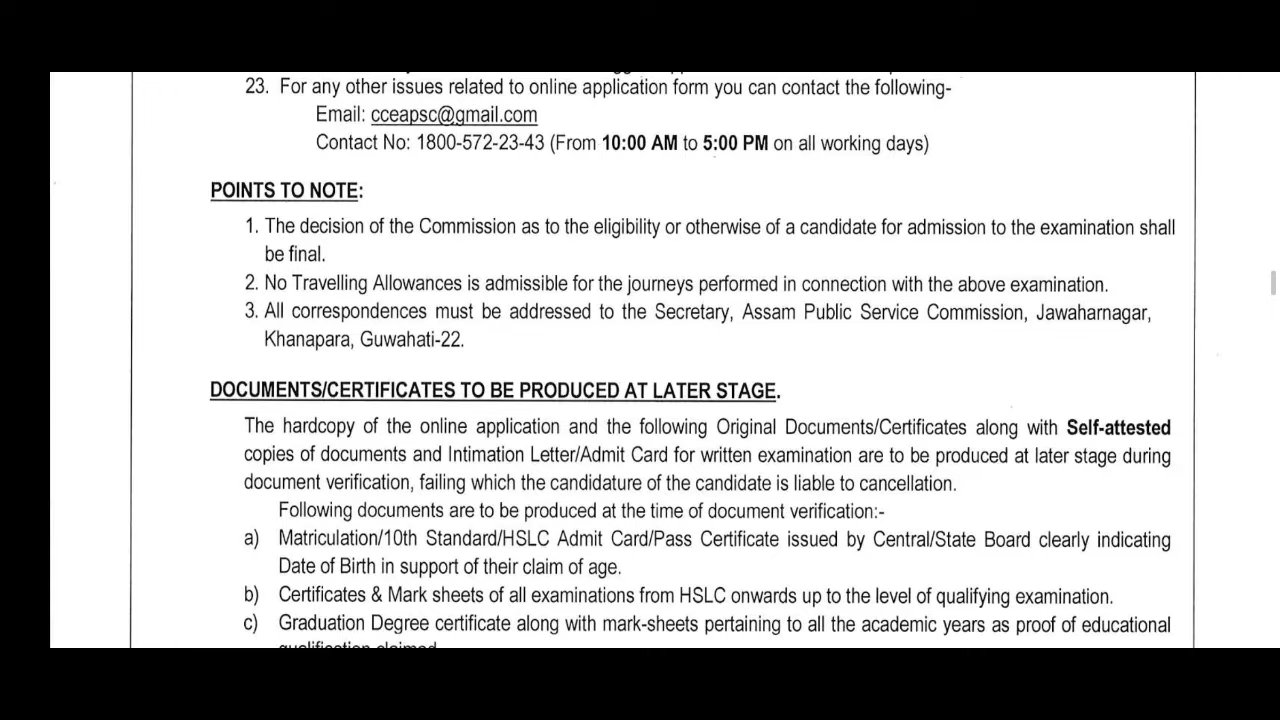 23. For any other issues related to online application form you can contact the following-
Email: cceapsc@gmail.com
Contact No: 1800-572-23-43 (From 10:00 AM to 5:00 PM on all working days)
POINTS TO NOTE:
1. The decision of the Commission as to the eligibility or otherwise of a candidate for admission to the examination shall
be final.
2. No Travelling Allowances is admissible for the journeys performed in connection with the above examination.
3. All correspondences must be addressed to the Secretary, Assam Public Service Commission, Jawaharnagar,
Khanapara, Guwahati-22.
DOCUMENTS/CERTIFICATES TO BE PRODUCED AT LATER STAGE.
The hardcopy of the online application and the following Original Documents/Certificates along with Self-attested
copies of documents and Intimation Letter/Admit Card for written examination are to be produced at later stage during
document verification, failing which the candidature of the candidate is liable to cancellation.
Following documents are to be produced at the time of document verification:-
a) Matriculation/10th Standard/HSLC Admit Card/Pass Certificate issued by Central/State Board clearly indicating
Date of Birth in support of their claim of age.
b) Certificates & Mark sheets of all examinations from HSLC onwards up to the level of qualifying examination.
c) Graduation Degree certificate along with mark-sheets pertaining to all the academic years as proof of educational
qualification claimed